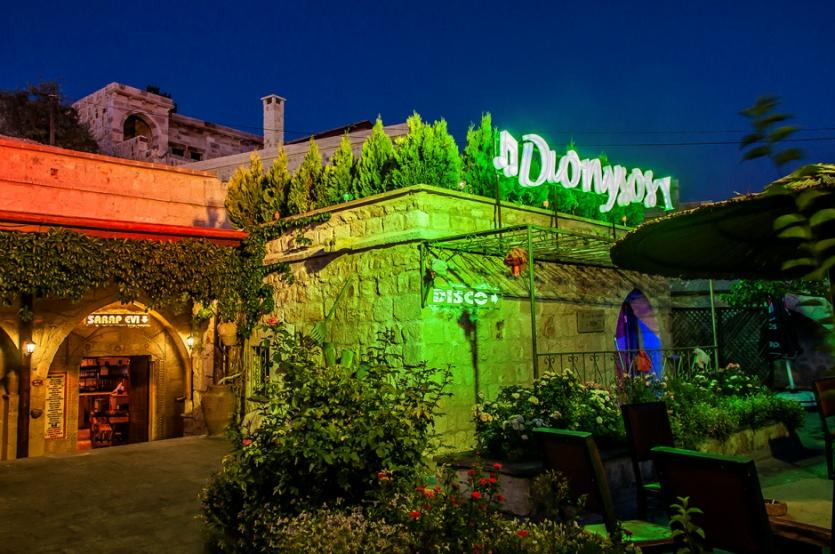 Dionysos
DISCO
ŞARAP EVİ